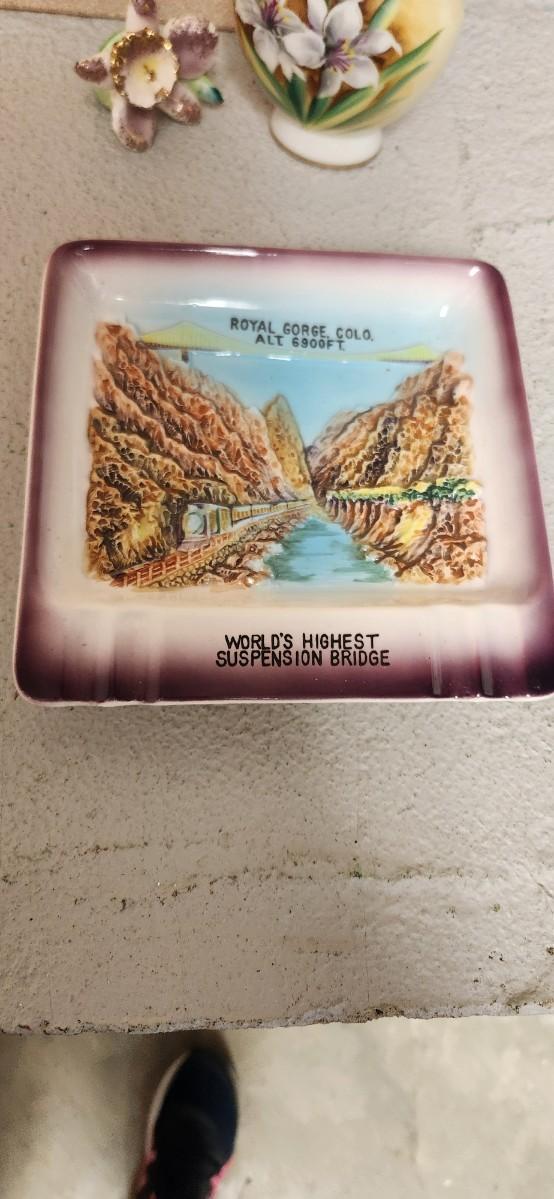 ROYAL GORGE, COLO.
ALT. 6900FT.
WORLD'S HIGHEST
SUSPENSION BRIDGE